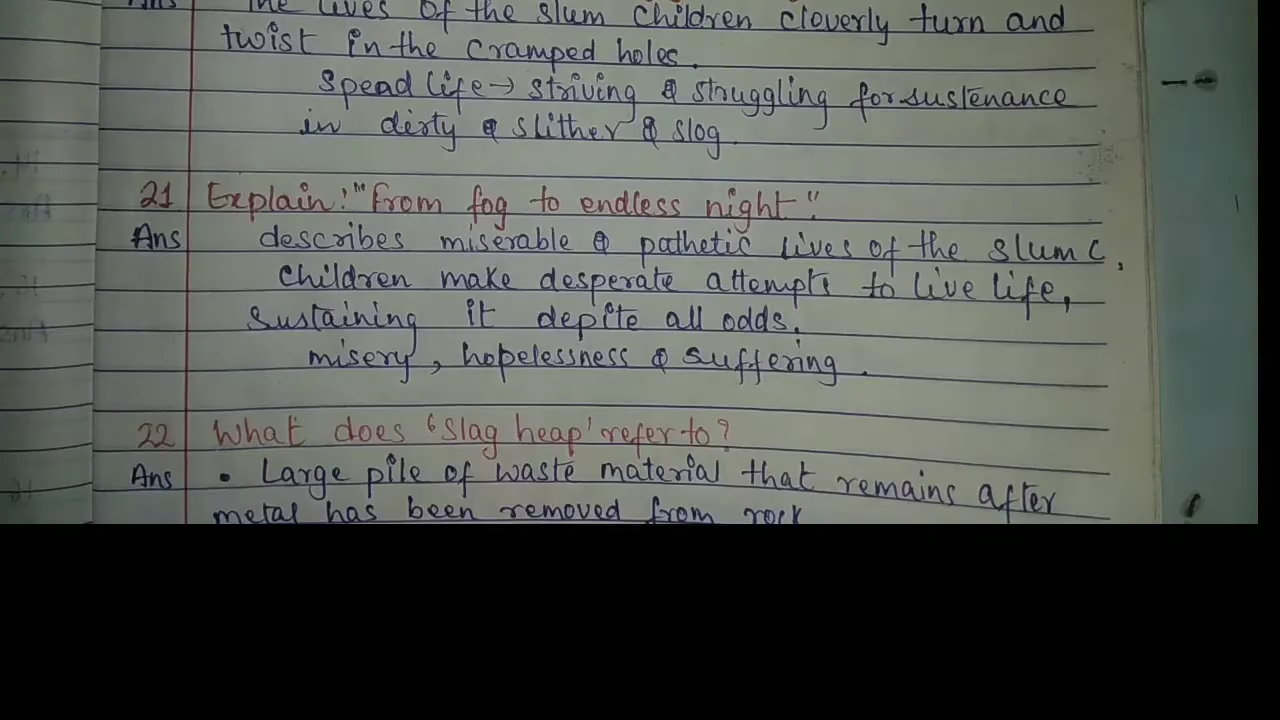 Ans The lives of the slum children cloverly turn and
twist in the cramped holes.
Spend life → striving & struggling for sustenance
in dirty & slither & slog
21 Explain! "From fog to endless night".
Ans describes miserable & pathetic lives of the slum C,
Children make desperate attempts to live life,
Sustaining it depite all odds.
misery, hopelessness & suffering.
22 What does 'Slag heap' refer to?
Ans • Large pile of waste material that remains after
metal has been removed from rock